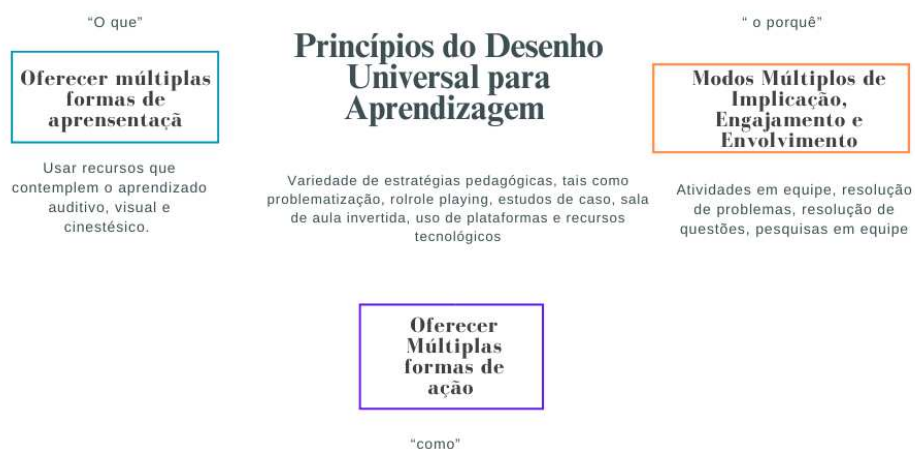 “O que”
Oferecer múltiplas
formas de
aprensentaçã
Usar recursos que
contemplem o aprendizado
auditivo, visual e
cinestésico.
Princípios do Desenho
Universal para
Aprendizagem
Variedade de estratégias pedagógicas, tais como
problematização, rolrole playing, estudos de caso, sala
de aula invertida, uso de plataformas e recursos
tecnológicos
“ o porquê”
Modos Múltiplos de
Implicação,
Engajamento e
Envolvimento
Atividades em equipe, resolução
de problemas, resolução de
questões, pesquisas em equipe
Oferecer
Múltiplas
formas de
ação
“como”